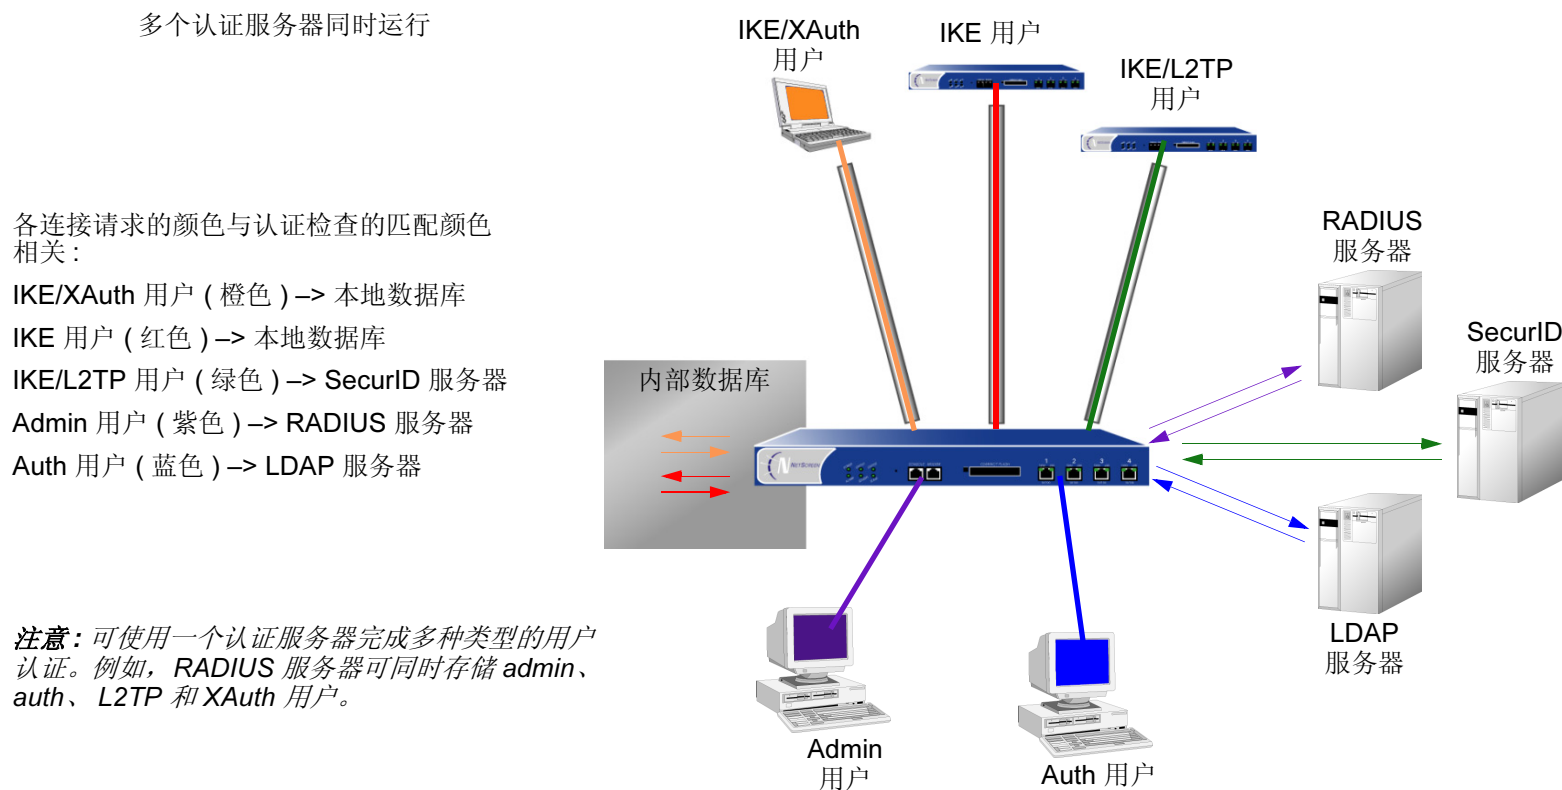 多个认证服务器同时运行
IKE/XAuth
用户
IKE 用户
IKE/L2TP
用户
各连接请求的颜色与认证检查的匹配颜色
相关 :
IKE/XAuth 用户 ( 橙色 ) –> 本地数据库
IKE 用户 ( 红色 ) –> 本地数据库
IKE/L2TP 用户 ( 绿色 ) –> SecurID 服务器
Admin 用户 ( 紫色 ) –> RADIUS 服务器
Auth 用户 ( 蓝色 ) –> LDAP 服务器
RADIUS
服务器
SecurID
服务器
内部数据库
NETSCREEN
1 2 3 4
LDAP
服务器
注意 : 可使用一个认证服务器完成多种类型的用户
认证。例如， RADIUS 服务器可同时存储 admin、
auth、 L2TP 和 XAuth 用户。
Admin
用户
Auth 用户